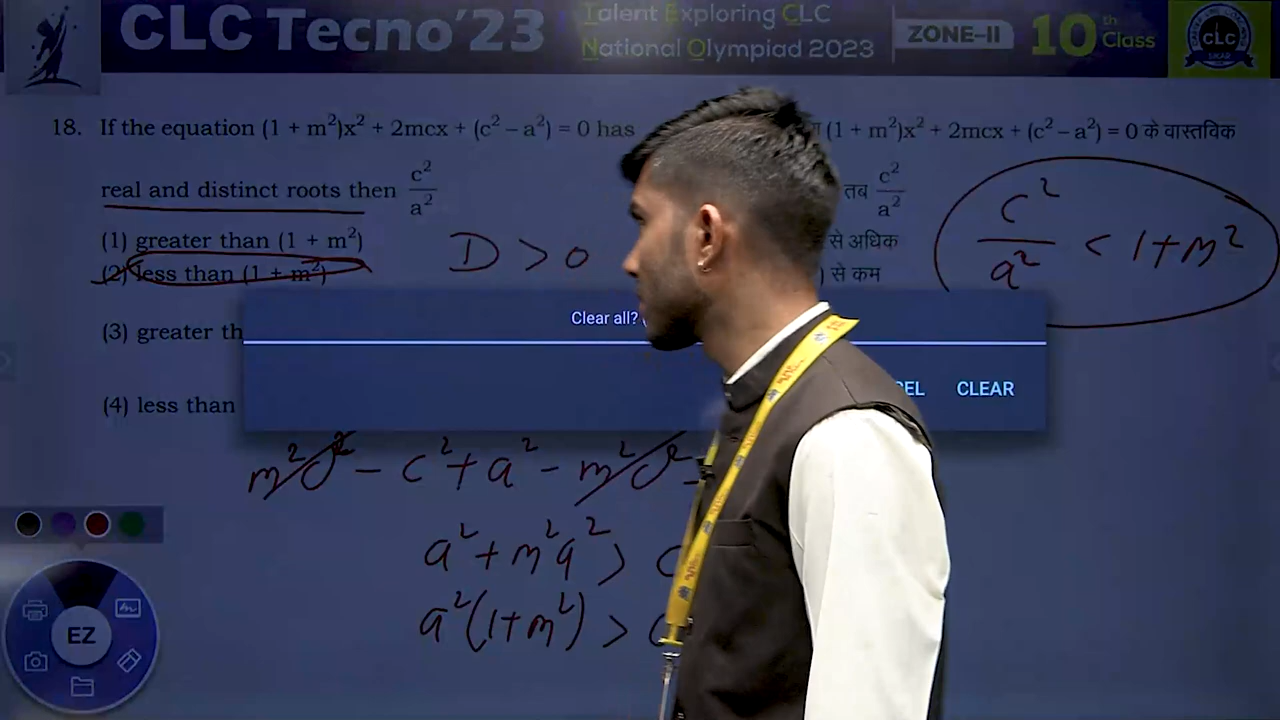 CLC Tecno'23
Talent Exploring CLC
National Olympiad 2023
ZONE–II
10th Class
CLC
SIKAR
18. If the equation (1 + m²)x² + 2mcx + (c² – a²) = 0 has
real and distinct roots then c²/a²
(1) greater than (1 + m²)
(2) less than (1 + m²)
(3) greater th
(4) less than
(1 + m²)x² + 2mcx + (c² – a²) = 0 के वास्तविक
तब c²/a²
से अधिक
) से कम
D > 0
c²/a² < 1 + m²
Clear all?
CEL CLEAR
m²c² – c² + a² – m²c²
a² + m²a² > c
a²(1 + m²) > c
EZ